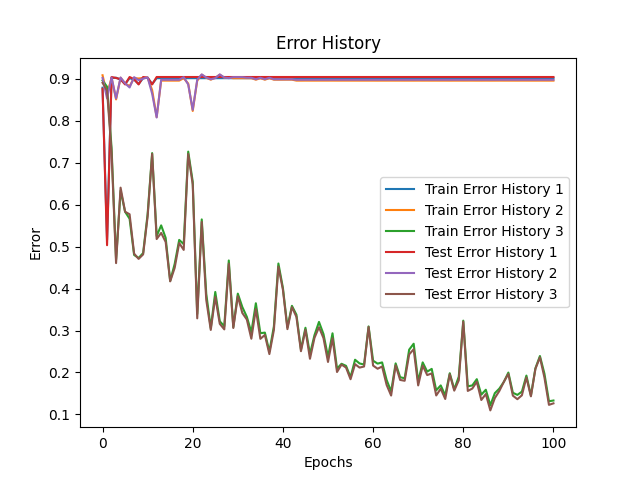 Error History
0.9
0.8
0.7
0.6
0.5
0.4
0.3
0.2
0.1
Error
Train Error History 1
Train Error History 2
Train Error History 3
Test Error History 1
Test Error History 2
Test Error History 3
0 20 40 60 80 100
Epochs